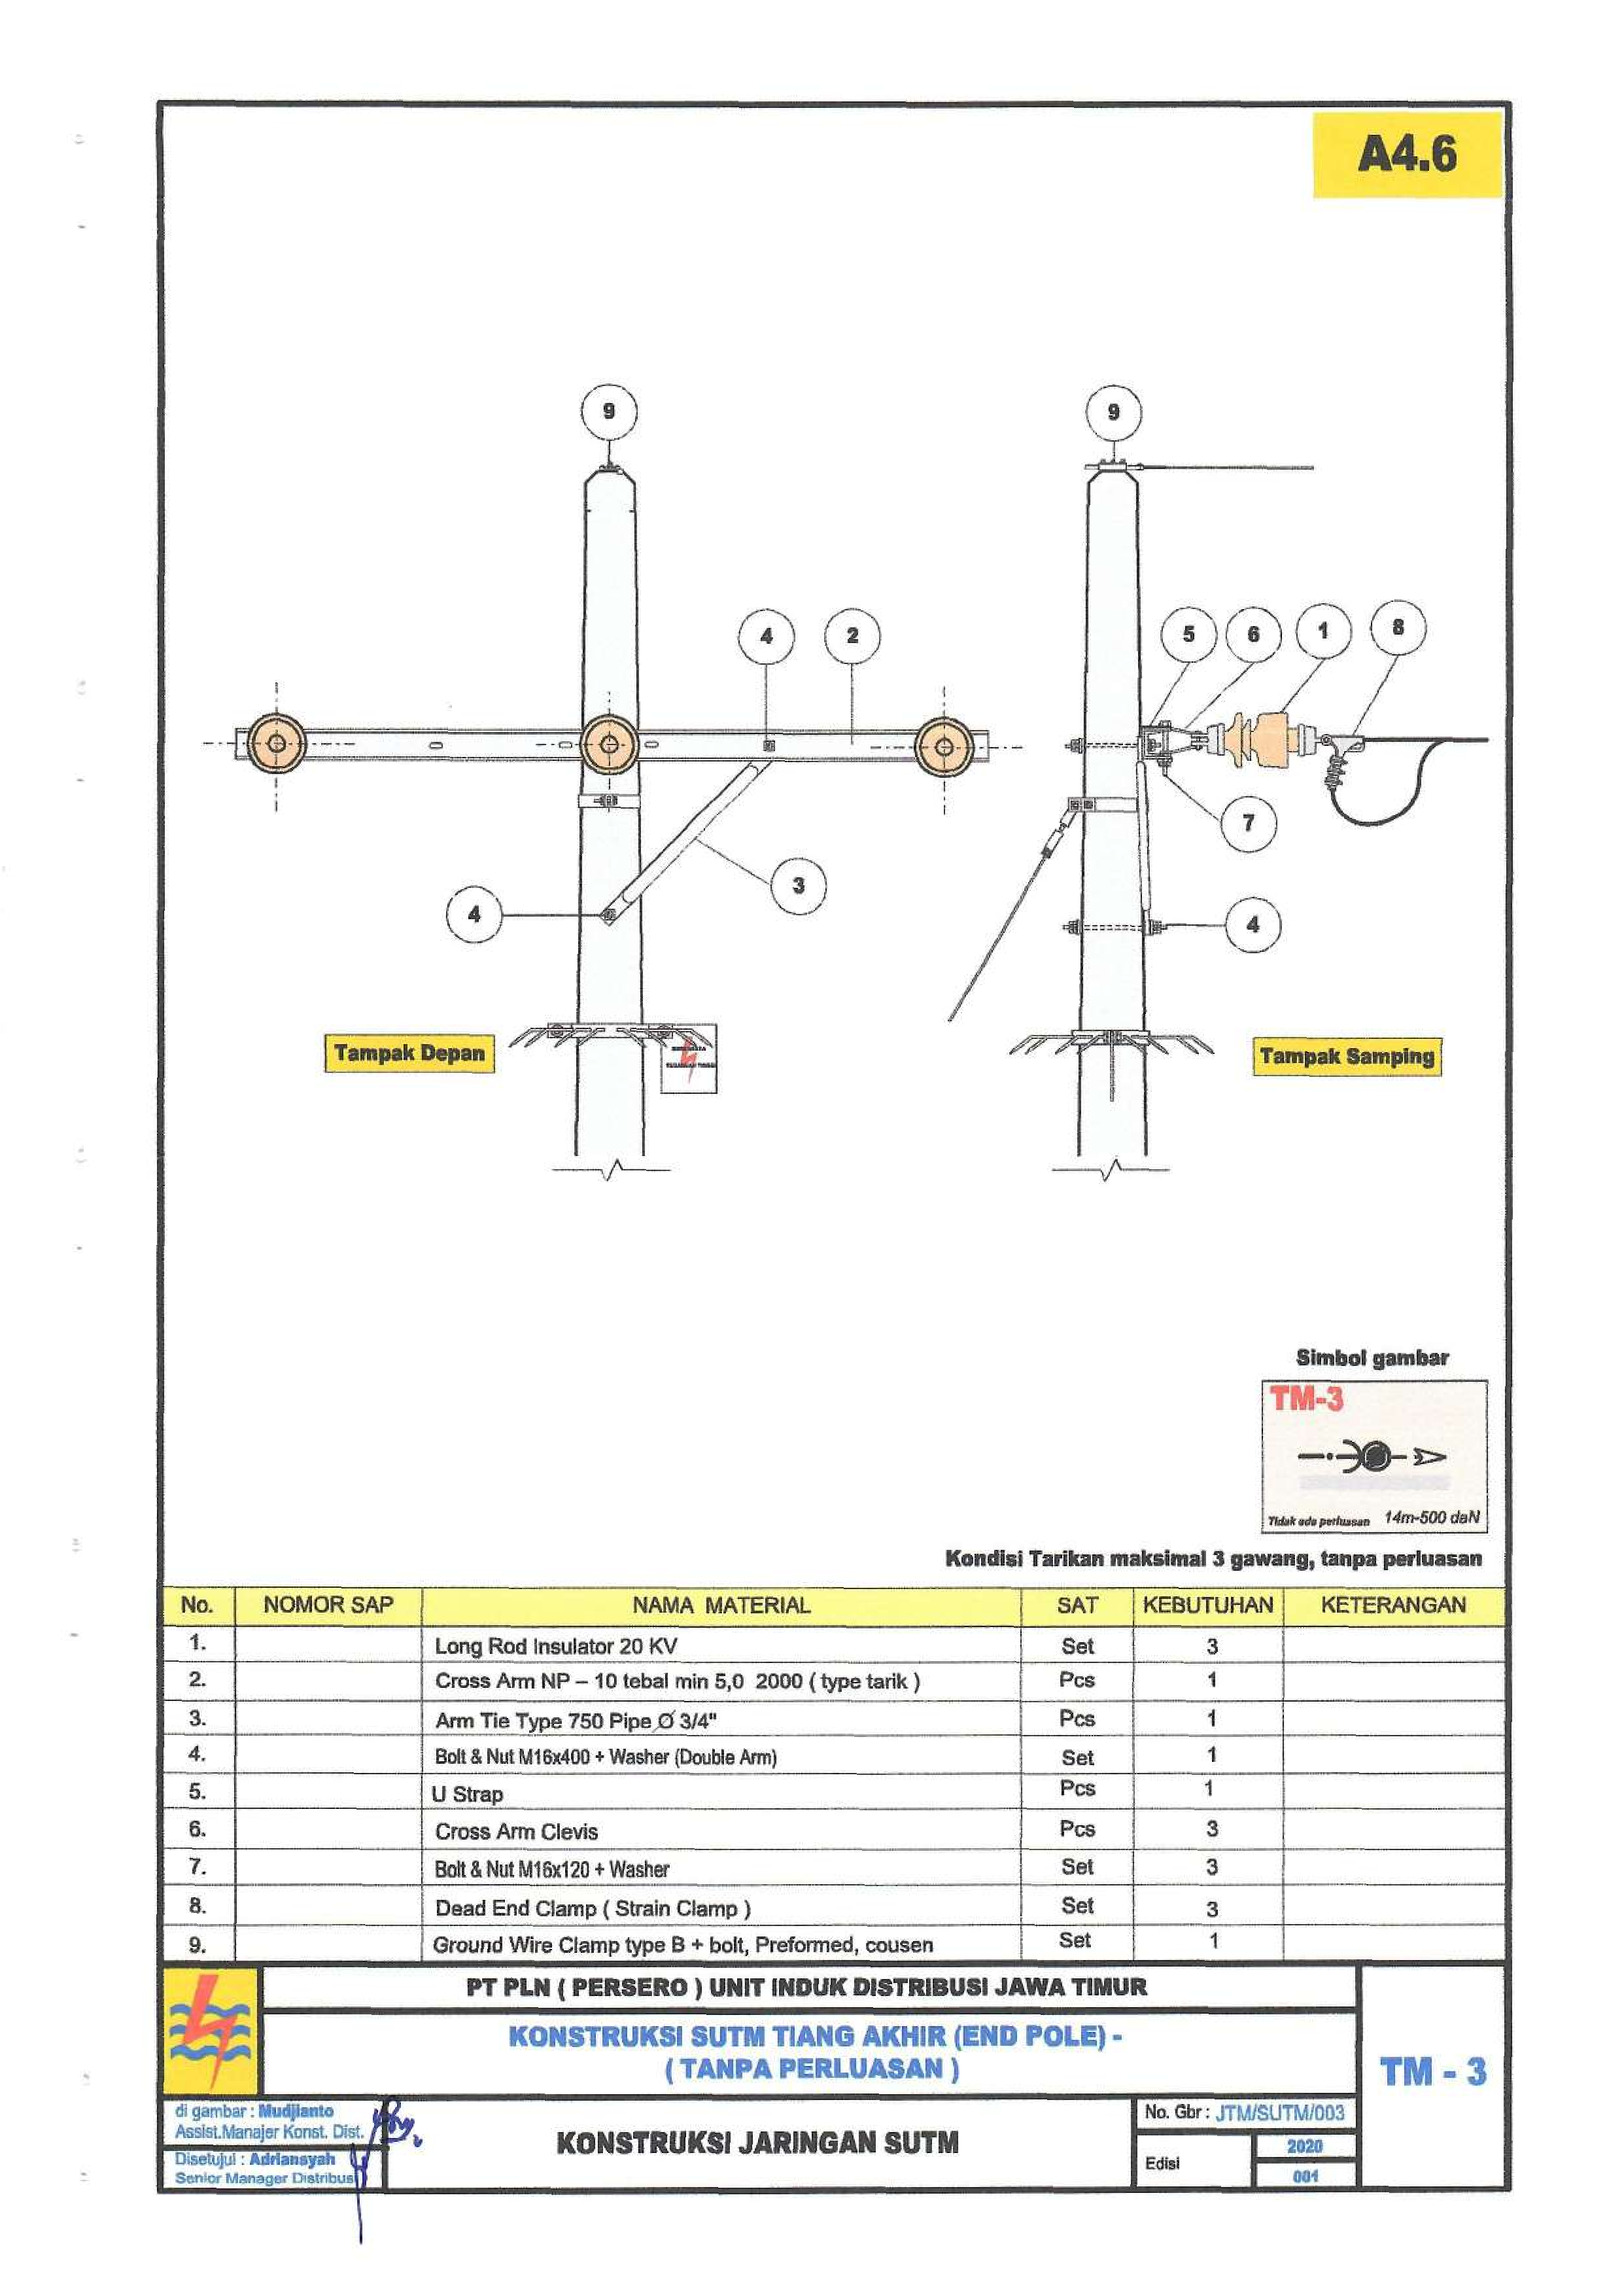 A4.6
9
9
4
2
5
6
1
8
7
3
4
4
Tampak Depan
Tampak Samping
Simbol gambar
TM-3
Tidak ada perluasan 14m-500 daN
Kondisi Tarikan maksimal 3 gawang, tanpa perluasan
No. NOMOR SAP NAMA MATERIAL SAT KEBUTUHAN KETERANGAN
1. Long Rod Insulator 20 KV Set 3
2. Cross Arm NP – 10 tebal min 5,0 2000 ( type tarik ) Pcs 1
3. Arm Tie Type 750 Pipe Ø 3/4" Pcs 1
4. Bolt & Nut M16x400 + Washer (Double Arm) Set 1
5. U Strap Pcs 1
6. Cross Arm Clevis Pcs 3
7. Bolt & Nut M16x120 + Washer Set 3
8. Dead End Clamp ( Strain Clamp ) Set 3
9. Ground Wire Clamp type B + bolt, Preformed, cousen Set 1
PT PLN ( PERSERO ) UNIT INDUK DISTRIBUSI JAWA TIMUR
KONSTRUKSI SUTM TIANG AKHIR (END POLE) -
( TANPA PERLUASAN )
TM - 3
di gambar : Mudjianto
Assist.Manajer Konst. Dist.
Disetujui : Adriansyah
Senior Manager Distribusi
KONSTRUKSI JARINGAN SUTM
No. Gbr : JTM/SUTM/003
Edisi
2020
001